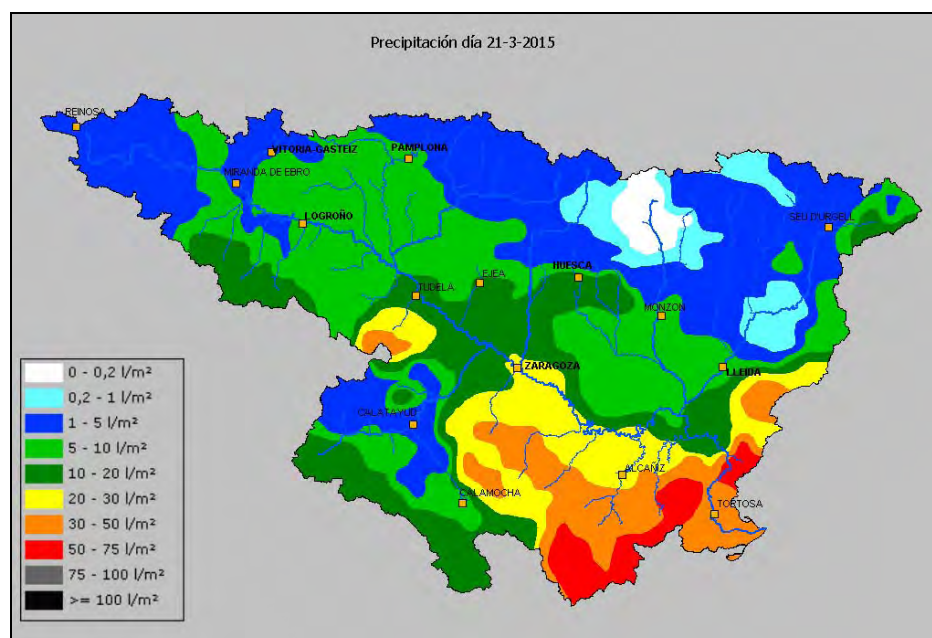 Precipitación día 21-3-2015
REINOSA
VITORIA-GASTEIZ
PAMPLONA
MIRANDA DE EBRO
LOGROÑO
SEU D'URGELL
HUESCA
EJEA
TUDELA
MONZON
ZARAGOZA
LLEIDA
CALATAYUD
ALCAÑIZ
CALAMOCHA
TORTOSA
0 - 0,2 l/m²
0,2 - 1 l/m²
1 - 5 l/m²
5 - 10 l/m²
10 - 20 l/m²
20 - 30 l/m²
30 - 50 l/m²
50 - 75 l/m²
75 - 100 l/m²
>= 100 l/m²